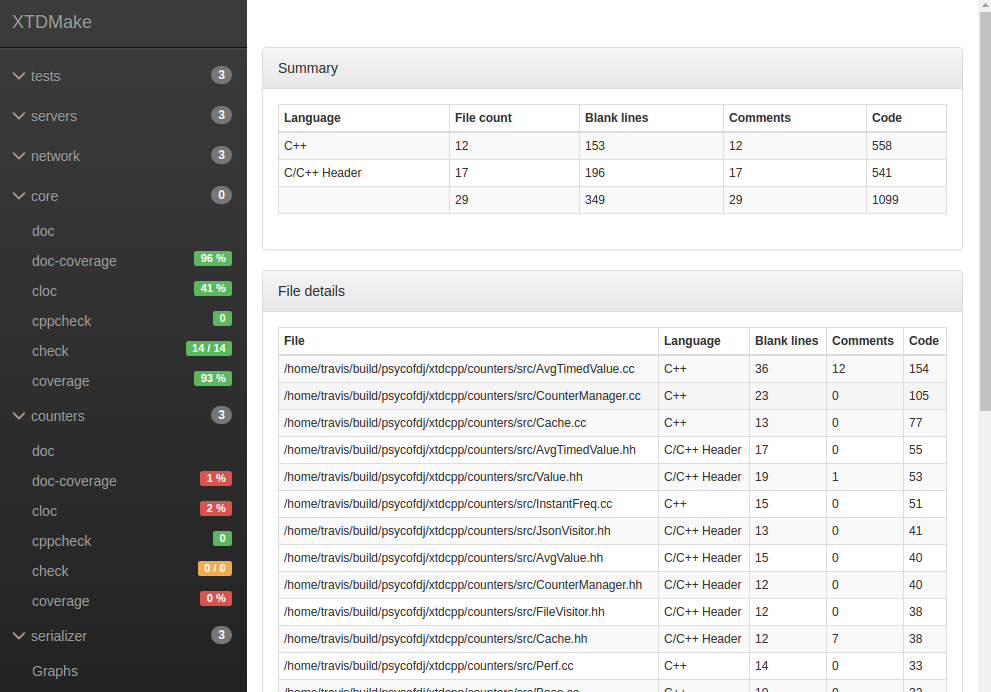 XTDMake
tests 3
servers 3
network 3
core 0
doc
doc-coverage 96 %
cloc 41 %
cppcheck 0
check 14 / 14
coverage 93 %
counters 3
doc
doc-coverage 1 %
cloc 2 %
cppcheck 0
check 0 / 0
coverage 0 %
serializer 3
Graphs
Summary
Language File count Blank lines Comments Code
C++ 12 153 12 558
C/C++ Header 17 196 17 541
29 349 29 1099
File details
File Language Blank lines Comments Code
/home/travis/build/psycofdj/xtdcpp/counters/src/AvgTimedValue.cc C++ 36 12 154
/home/travis/build/psycofdj/xtdcpp/counters/src/CounterManager.cc C++ 23 0 105
/home/travis/build/psycofdj/xtdcpp/counters/src/Cache.cc C++ 13 0 77
/home/travis/build/psycofdj/xtdcpp/counters/src/AvgTimedValue.hh C/C++ Header 17 0 55
/home/travis/build/psycofdj/xtdcpp/counters/src/Value.hh C/C++ Header 19 1 53
/home/travis/build/psycofdj/xtdcpp/counters/src/InstantFreq.cc C++ 15 0 51
/home/travis/build/psycofdj/xtdcpp/counters/src/JsonVisitor.hh C/C++ Header 13 0 41
/home/travis/build/psycofdj/xtdcpp/counters/src/AvgValue.hh C/C++ Header 15 0 40
/home/travis/build/psycofdj/xtdcpp/counters/src/CounterManager.hh C/C++ Header 12 0 40
/home/travis/build/psycofdj/xtdcpp/counters/src/FileVisitor.hh C/C++ Header 12 0 38
/home/travis/build/psycofdj/xtdcpp/counters/src/Cache.hh C/C++ Header 12 7 38
/home/travis/build/psycofdj/xtdcpp/counters/src/Perf.cc C++ 14 0 33